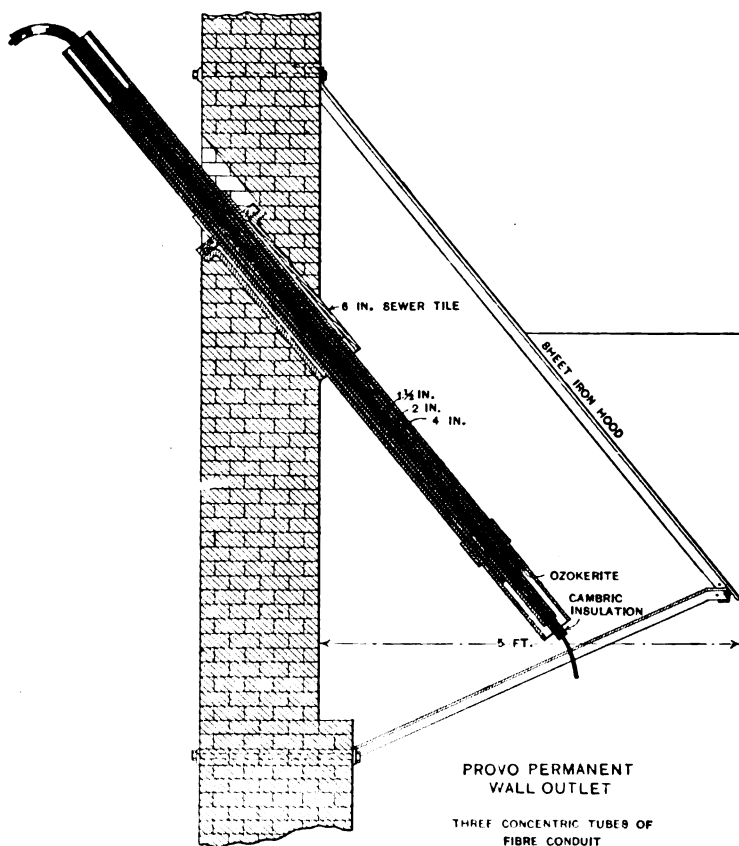 6 IN. SEWER TILE
SHEET IRON HOOD
1½ IN.
2 IN.
4 IN.
OZOKERITE
CAMBRIC
INSULATION
5 FT.
PROVO PERMANENT
WALL OUTLET
THREE CONCENTRIC TUBES OF
FIBRE CONDUIT